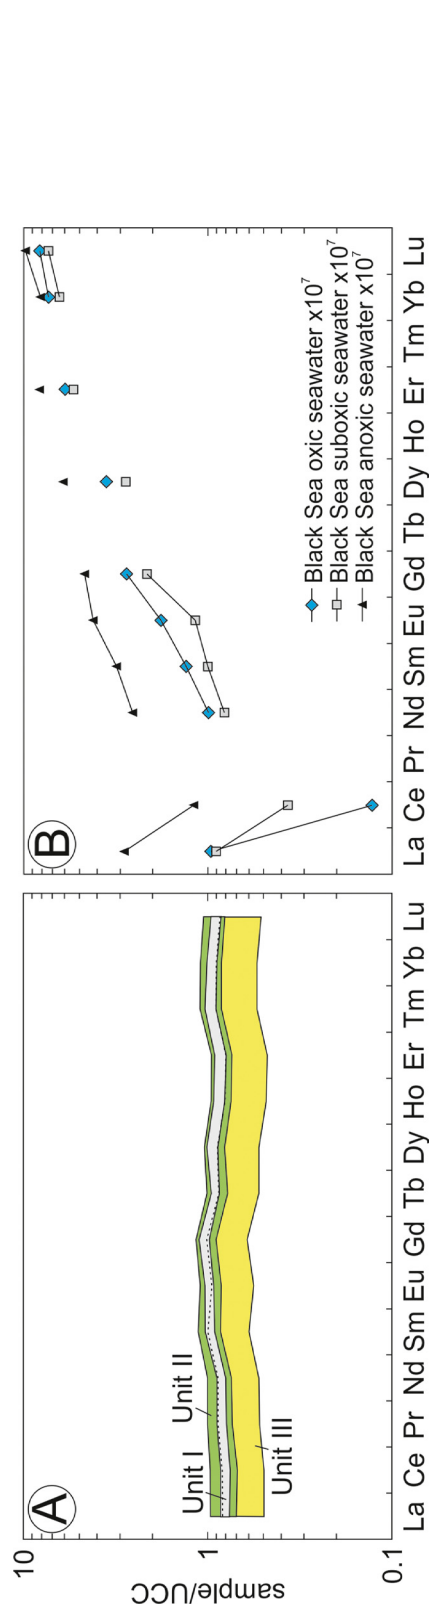 A
10
1
0.1
sample/UCC
Unit II
Unit I
Unit III
La Ce Pr Nd Sm Eu Gd Tb Dy Ho Er Tm Yb Lu
B
Black Sea oxic seawater x10⁷
Black Sea suboxic seawater x10⁷
Black Sea anoxic seawater x10⁷
La Ce Pr Nd Sm Eu Gd Tb Dy Ho Er Tm Yb Lu